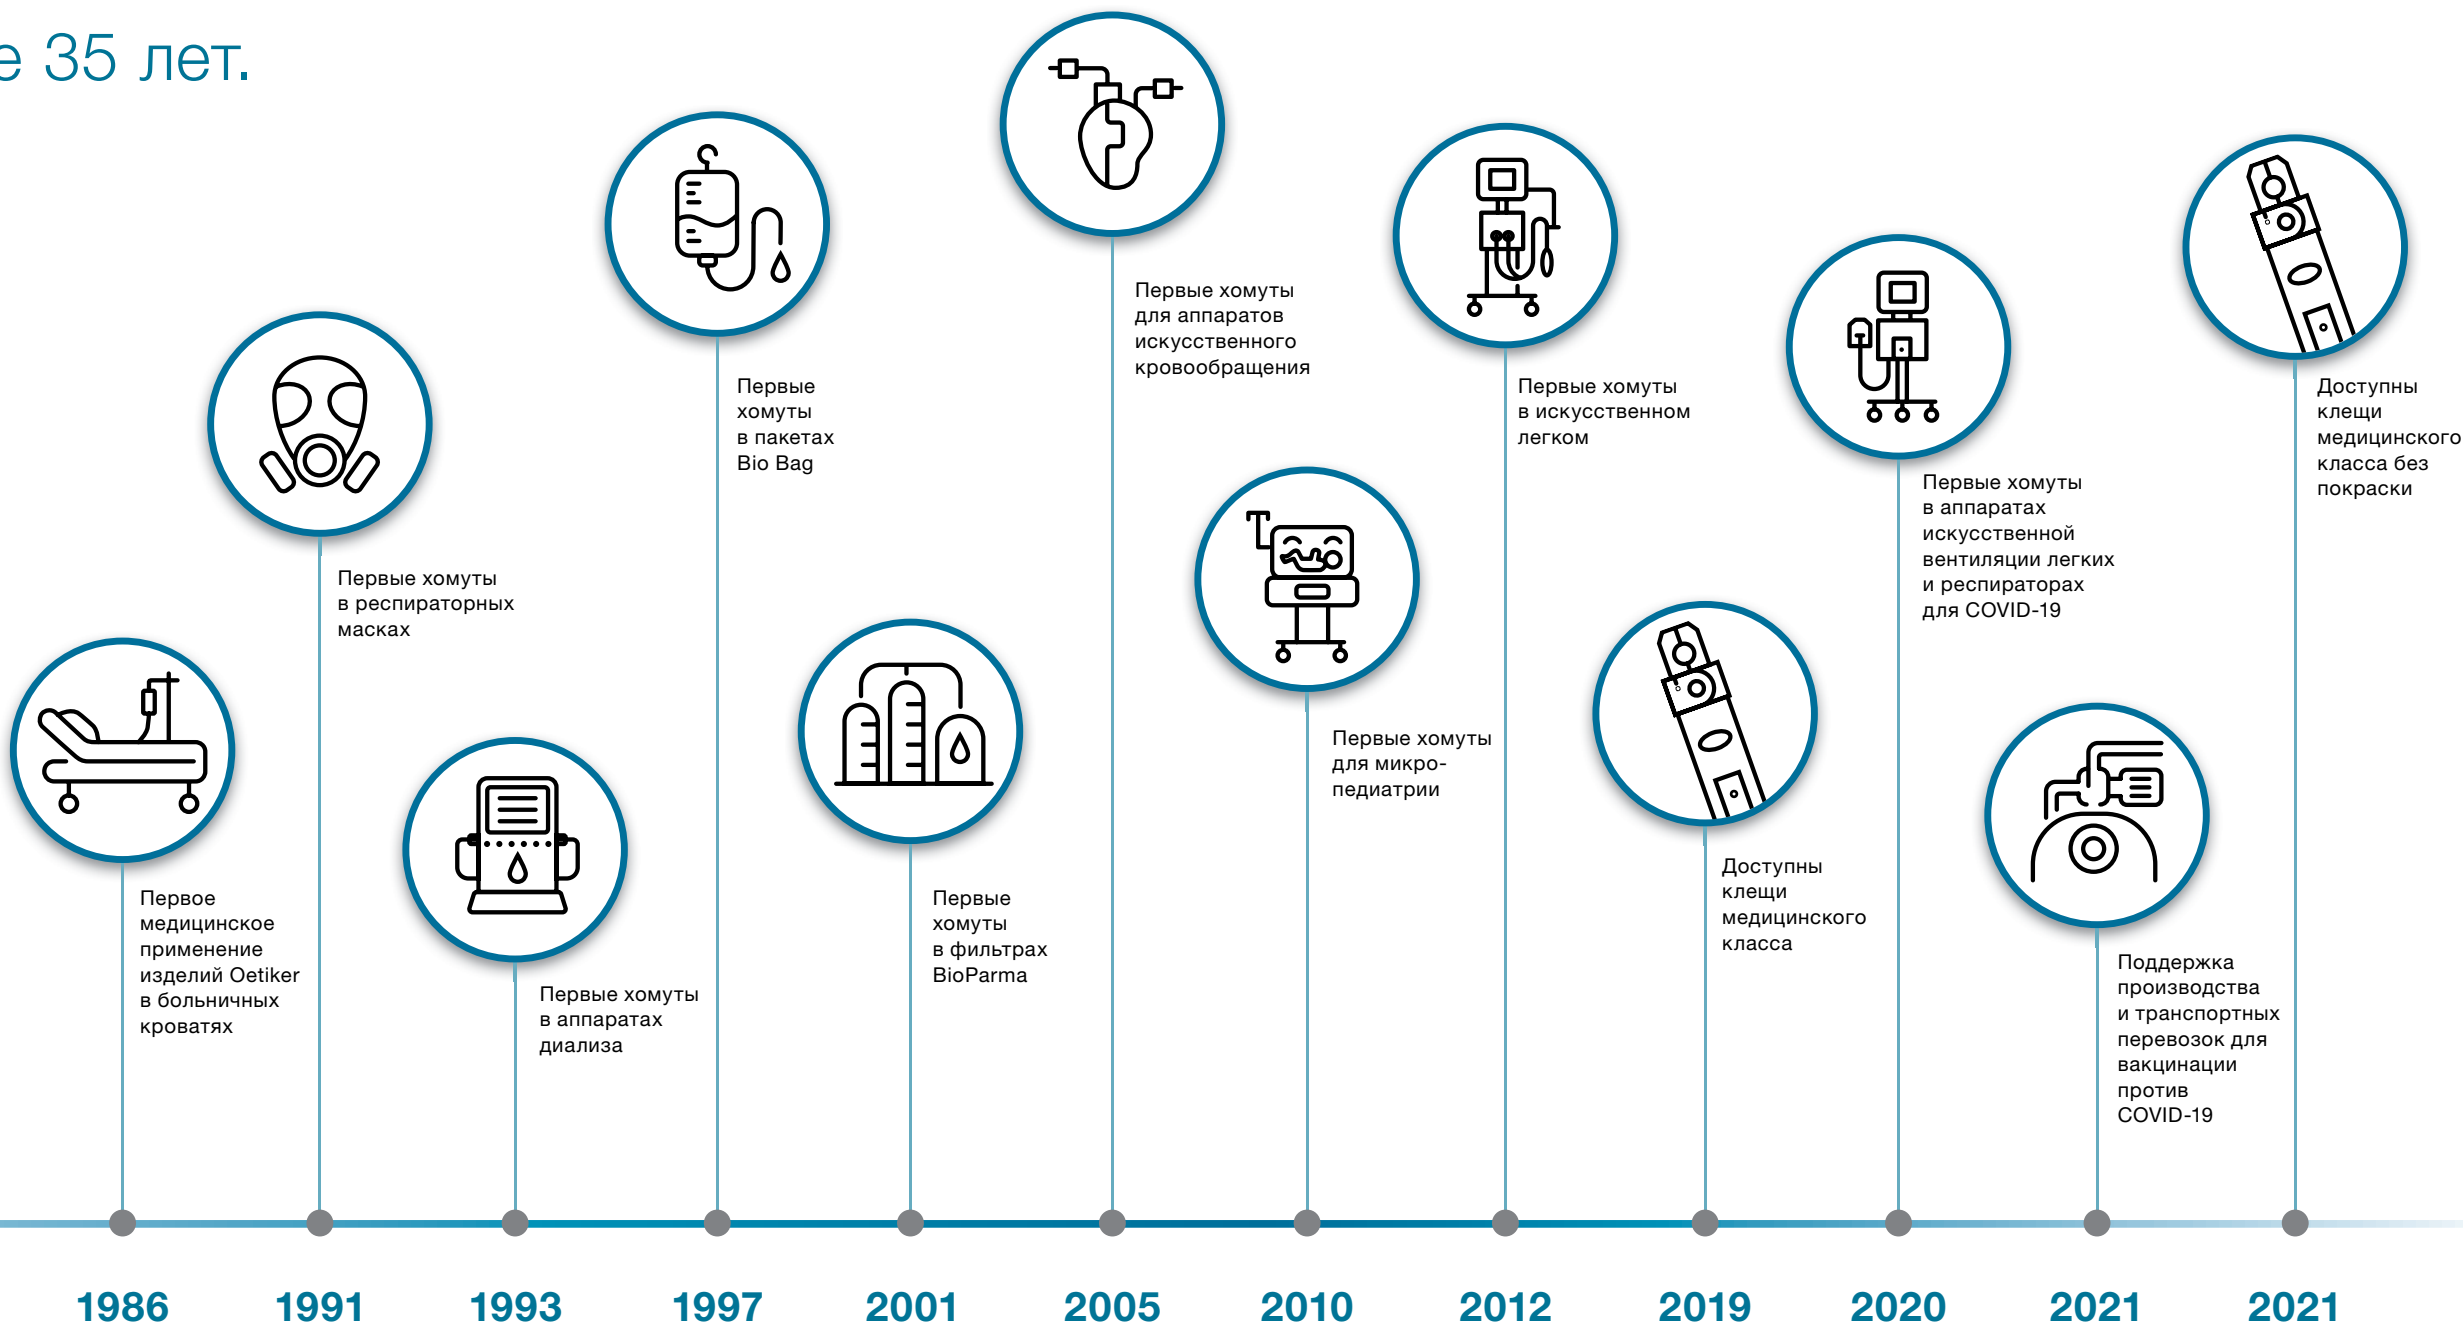 е 35 лет.
Первое
медицинское
применение
изделий Oetiker
в больничных
кроватях
Первые хомуты
в респираторных
масках
Первые хомуты
в аппаратах
диализа
Первые
хомуты
в пакетах
Bio Bag
Первые
хомуты
в фильтрах
BioParma
Первые хомуты
для аппаратов
искусственного
кровообращения
Первые хомуты
для микро-
педиатрии
Первые хомуты
в искусственном
легком
Доступны
клещи
медицинского
класса
Первые хомуты
в аппаратах
искусственной
вентиляции легких
и респираторах
для COVID-19
Поддержка
производства
и транспортных
перевозок для
вакцинации
против
COVID-19
Доступны
клещи
медицинского
класса без
покраски
1986 1991 1993 1997 2001 2005 2010 2012 2019 2020 2021 2021